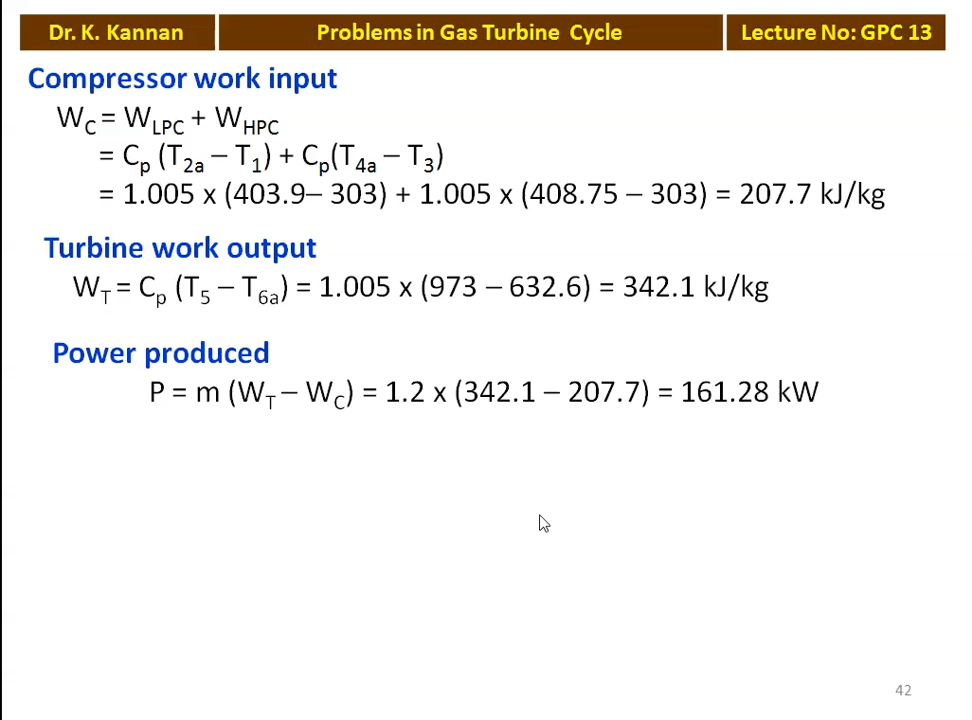 Dr. K. Kannan
Problems in Gas Turbine Cycle
Lecture No: GPC 13
Compressor work input
W_C = W_LPC + W_HPC
= C_p (T_2a – T_1) + C_p(T_4a – T_3)
= 1.005 x (403.9– 303) + 1.005 x (408.75 – 303) = 207.7 kJ/kg
Turbine work output
W_T = C_p (T_5 – T_6a) = 1.005 x (973 – 632.6) = 342.1 kJ/kg
Power produced
P = m (W_T – W_C) = 1.2 x (342.1 – 207.7) = 161.28 kW
42